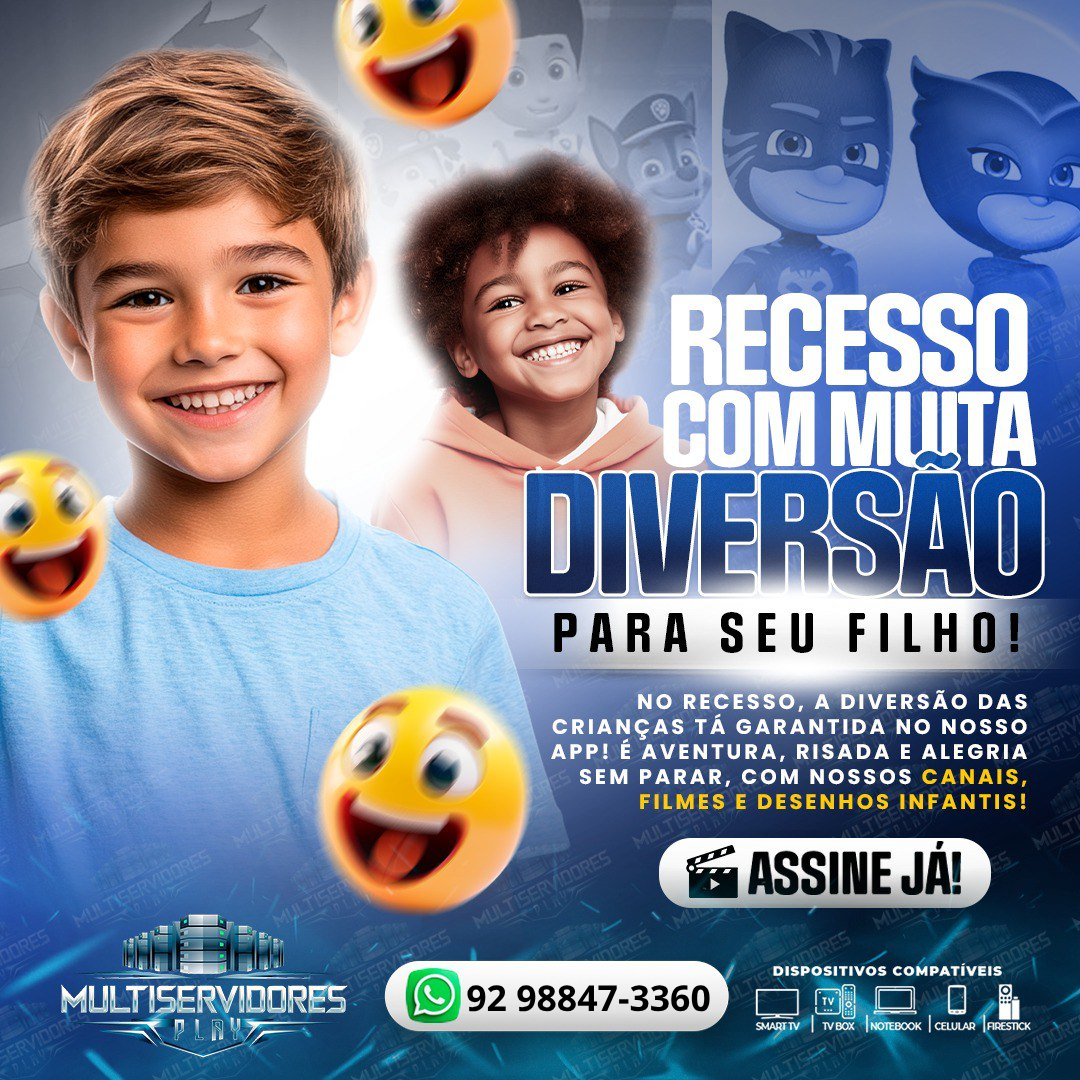 RECESSO
COM MUITA
DIVERSÃO
PARA SEU FILHO!
NO RECESSO, A DIVERSÃO DAS
CRIANÇAS TÁ GARANTIDA NO NOSSO
APP! É AVENTURA, RISADA E ALEGRIA
SEM PARAR, COM NOSSOS CANAIS,
FILMES E DESENHOS INFANTIS!
ASSINE JÁ!
MULTISERVIDORES
PLAY
92 98847-3360
DISPOSITIVOS COMPATÍVEIS
TV
SMART TV | TV BOX | NOTEBOOK | CELULAR | FIRESTICK